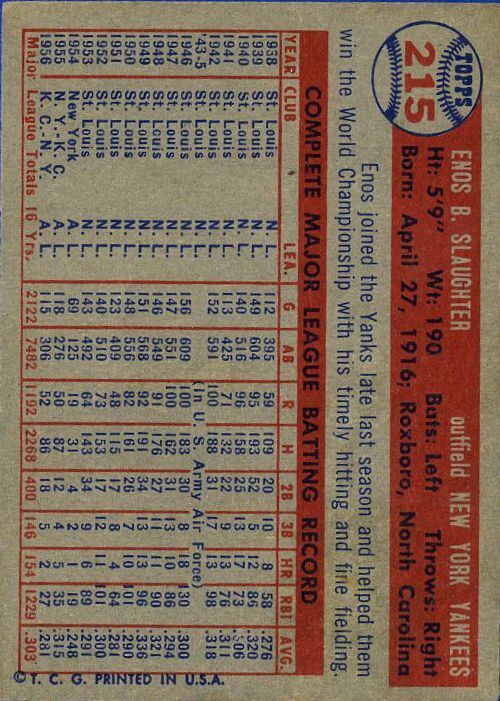 TOPPS
215
ENOS B. SLAUGHTER outfield NEW YORK YANKEES
Ht: 5'9" Wt: 190 Bats: Left Throws: Right
Born: April 27, 1916; Roxboro, North Carolina
Enos joined the Yanks late last season and helped them
win the World Championship with his timely hitting and fine fielding.
COMPLETE MAJOR LEAGUE BATTING RECORD
YEAR CLUB LEA. G AB R H 2B 3B HR RBI AVG.
1938 St. Louis N. L. 112 395 59 109 20 10 8 58 .276
1939 St. Louis N. L. 149 604 95 193 52 5 12 86 .320
1940 St. Louis N. L. 140 516 96 158 25 13 17 73 .306
1941 St. Louis N. L. 113 425 71 132 22 9 13 76 .311
1942 St. Louis N. L. 152 591 100 188 31 17 13 98 .318
'43-5 St. Louis N. L. (In U. S. Army Air Force)
1946 St. Louis N. L. 156 609 100 183 30 8 18 130 .300
1947 St. Louis N. L. 147 551 100 162 31 13 10 86 .294
1948 St. Louis N. L. 146 549 91 176 27 11 11 90 .321
1949 St. Louis N. L. 151 568 92 191 34 13 13 96 .336
1950 St. Louis N. L. 148 556 82 161 26 7 10 101 .290
1951 St. Louis N. L. 123 409 48 115 17 8 4 64 .281
1952 St. Louis N. L. 140 510 73 153 17 12 11 101 .300
1953 St. Louis N. L. 143 492 64 143 34 9 6 89 .291
1954 New York A. L. 69 125 19 31 4 2 1 19 .248
1955 N. Y.-K. C. A. L. 118 276 50 87 12 4 5 35 .315
1956 K. C.-N. Y. A. L. 115 306 52 86 18 5 2 27 .281
Major League Totals 16 Yrs. 2122 7482 1192 2268 400 146 154 1229 .303
© T. C. G. PRINTED IN U.S.A.